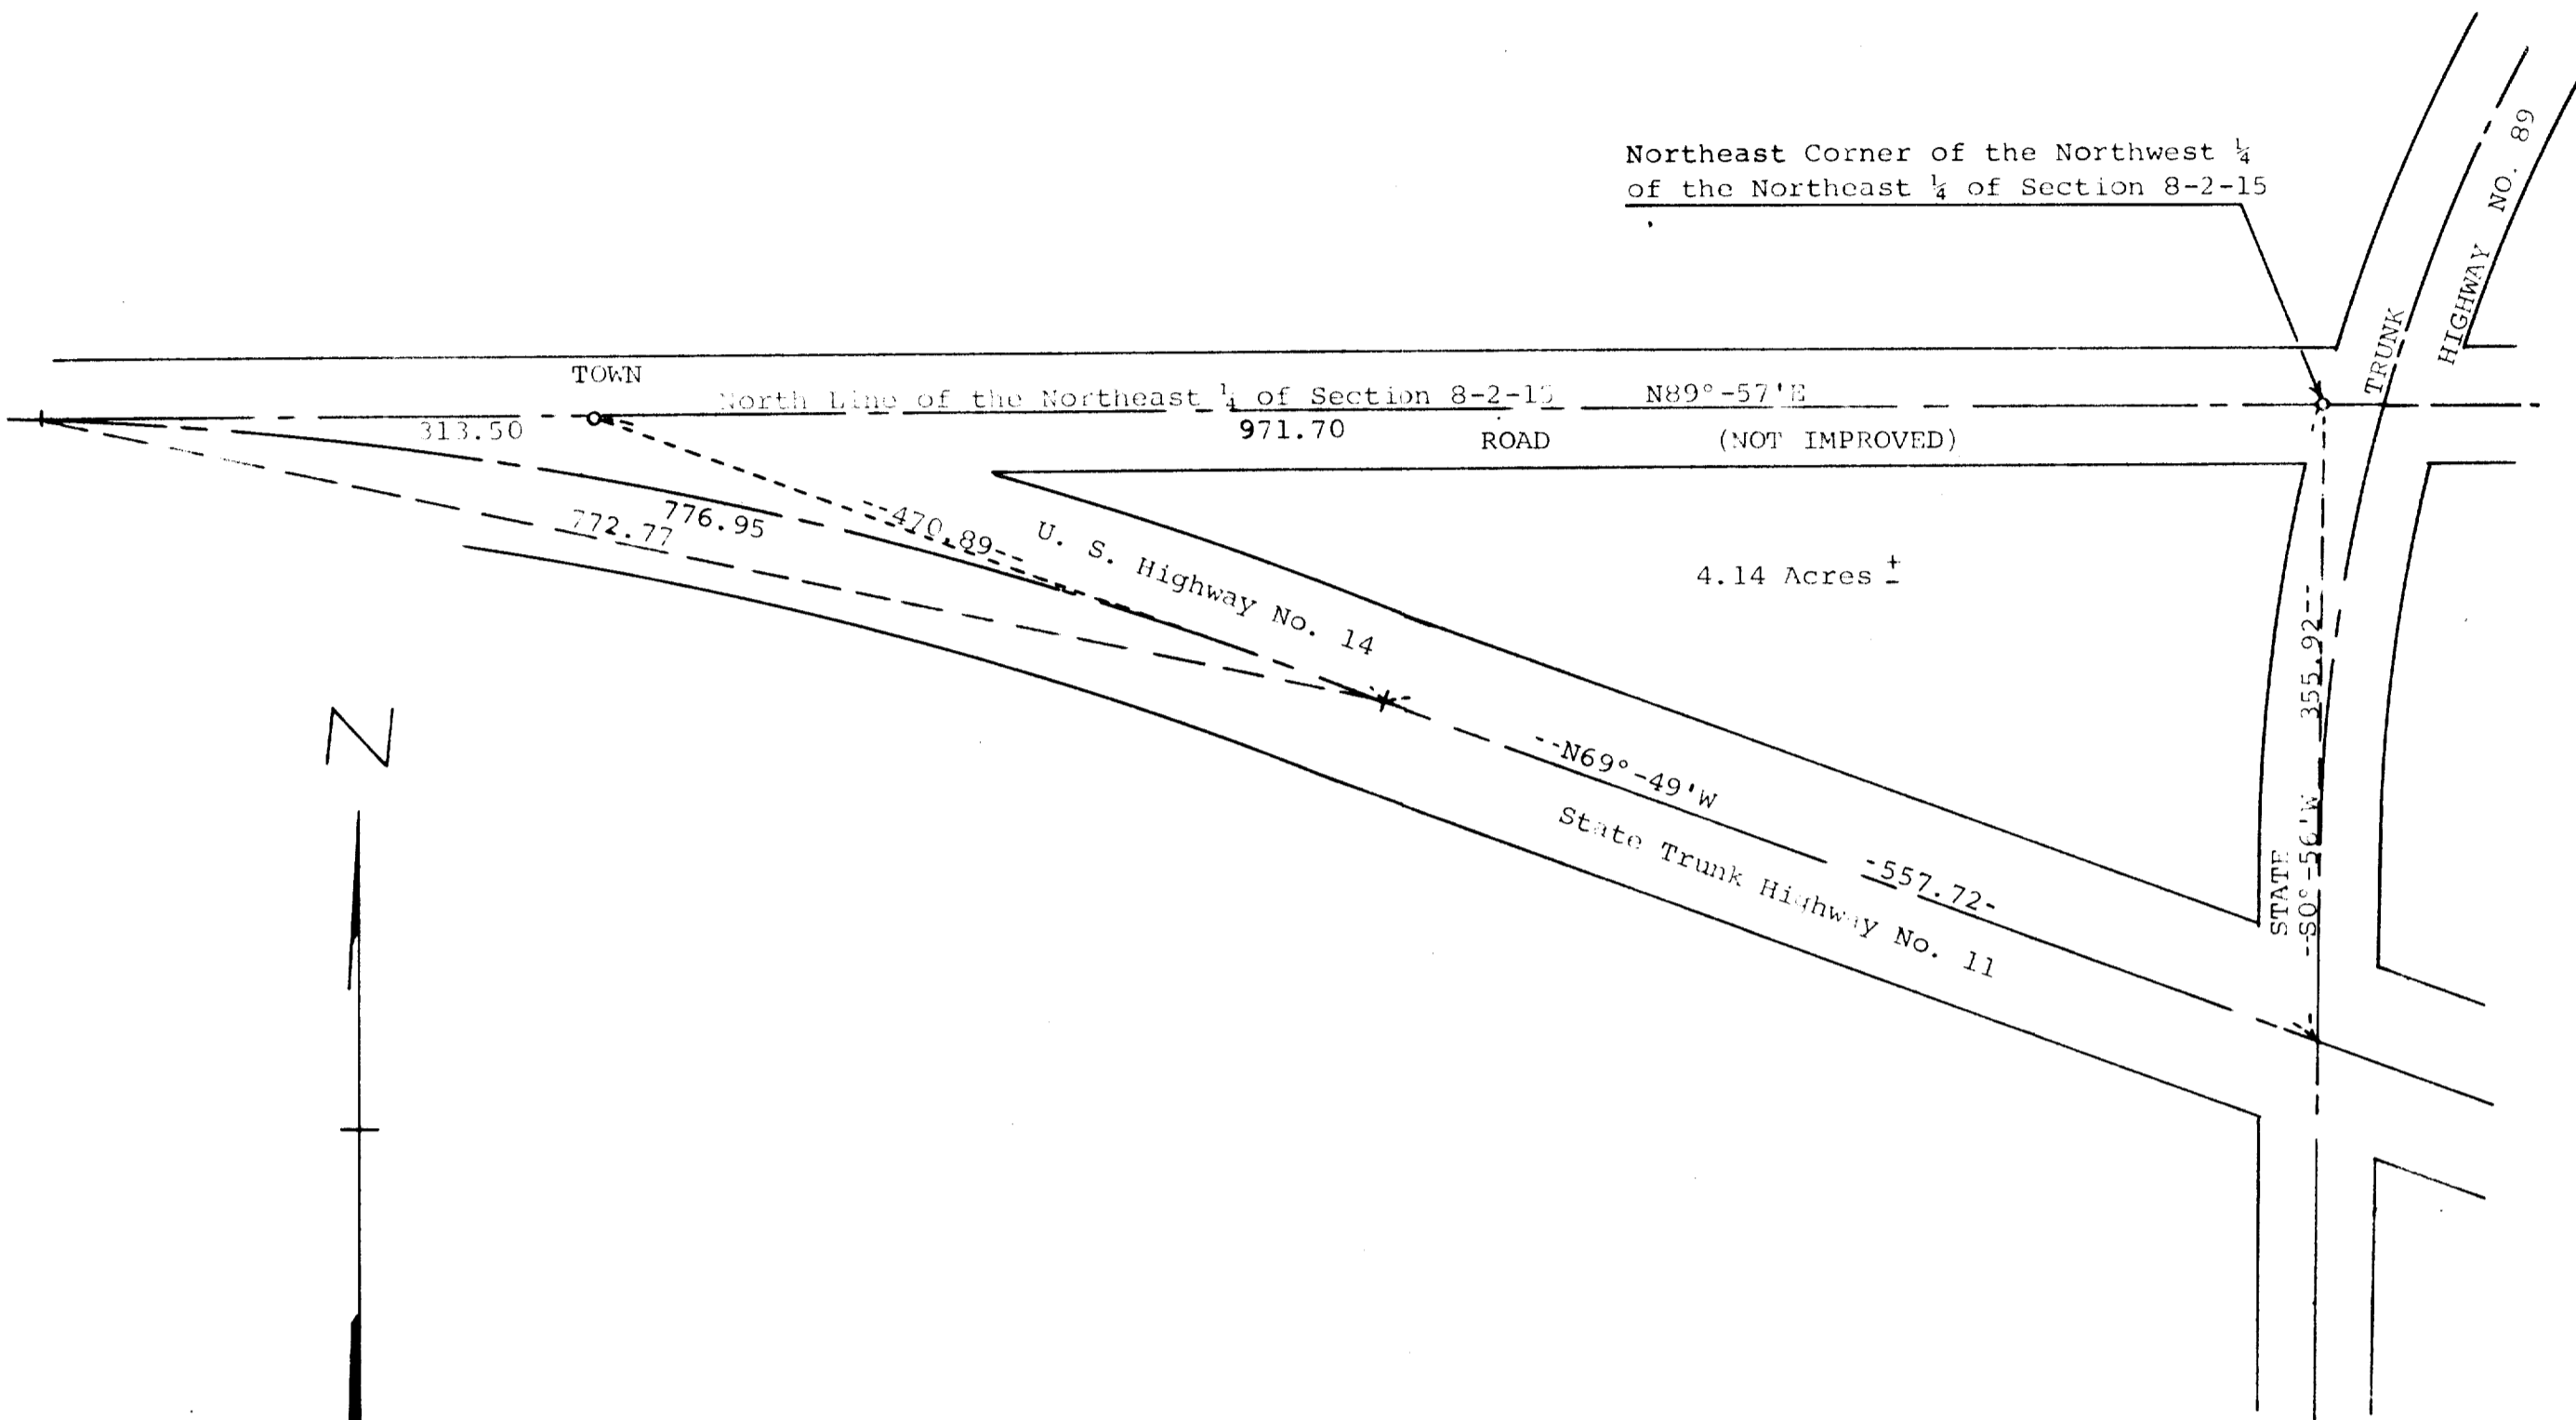 Northeast Corner of the Northwest ¼
of the Northeast ¼ of Section 8-2-15
TRUNK
HIGHWAY NO. 89
TOWN
North Line of the Northeast ¼ of Section 8-2-15 N89°-57'E
313.50
971.70
ROAD (NOT IMPROVED)
776.95
772.77
--470.89--
U. S. Highway No. 14
4.14 Acres ±
N
--N69°-49'W
-557.72-
State Trunk Highway No. 11
STATE
--S0°-56'W 355.92--